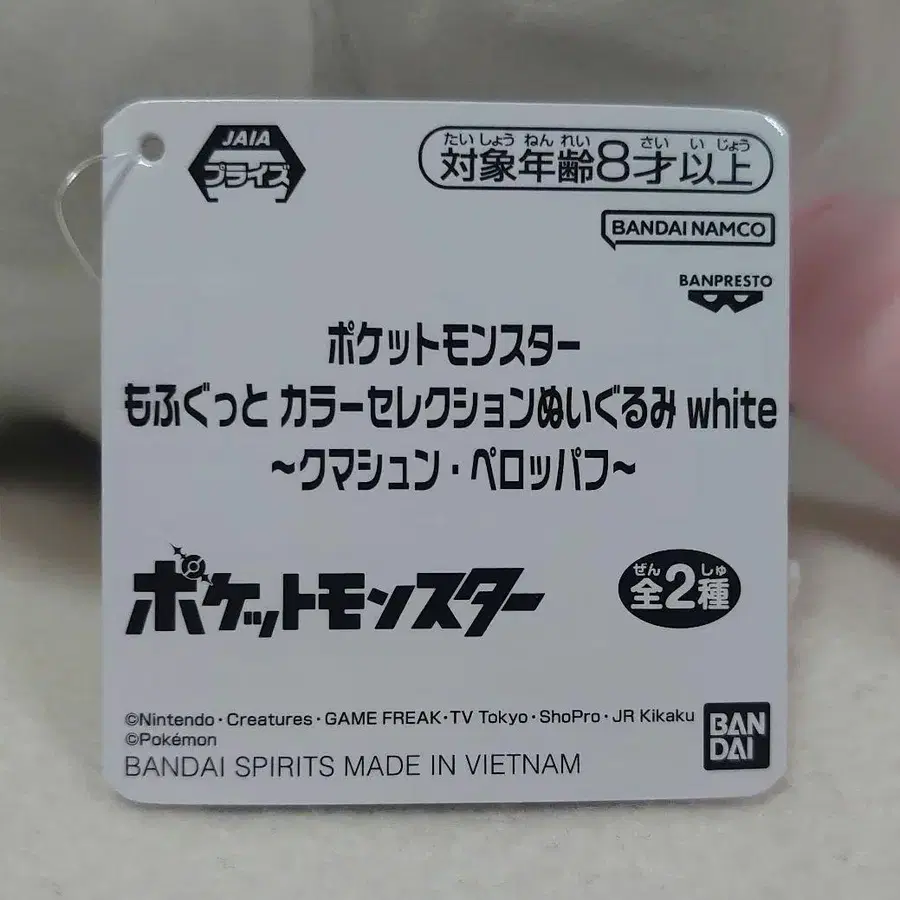 JAIA
プライズ
たいしょうねんれい さい いじょう
対象年齢8才以上
BANDAI NAMCO
BANPRESTO
ポケットモンスター
もふぐっと カラーセレクションぬいぐるみ white
~クマシュン・ペロッパフ~
ポケットモンスター
ぜん しゅ
全2種
©Nintendo・Creatures・GAME FREAK・TV Tokyo・ShoPro・JR Kikaku
©Pokémon
BANDAI SPIRITS MADE IN VIETNAM
BAN
DAI